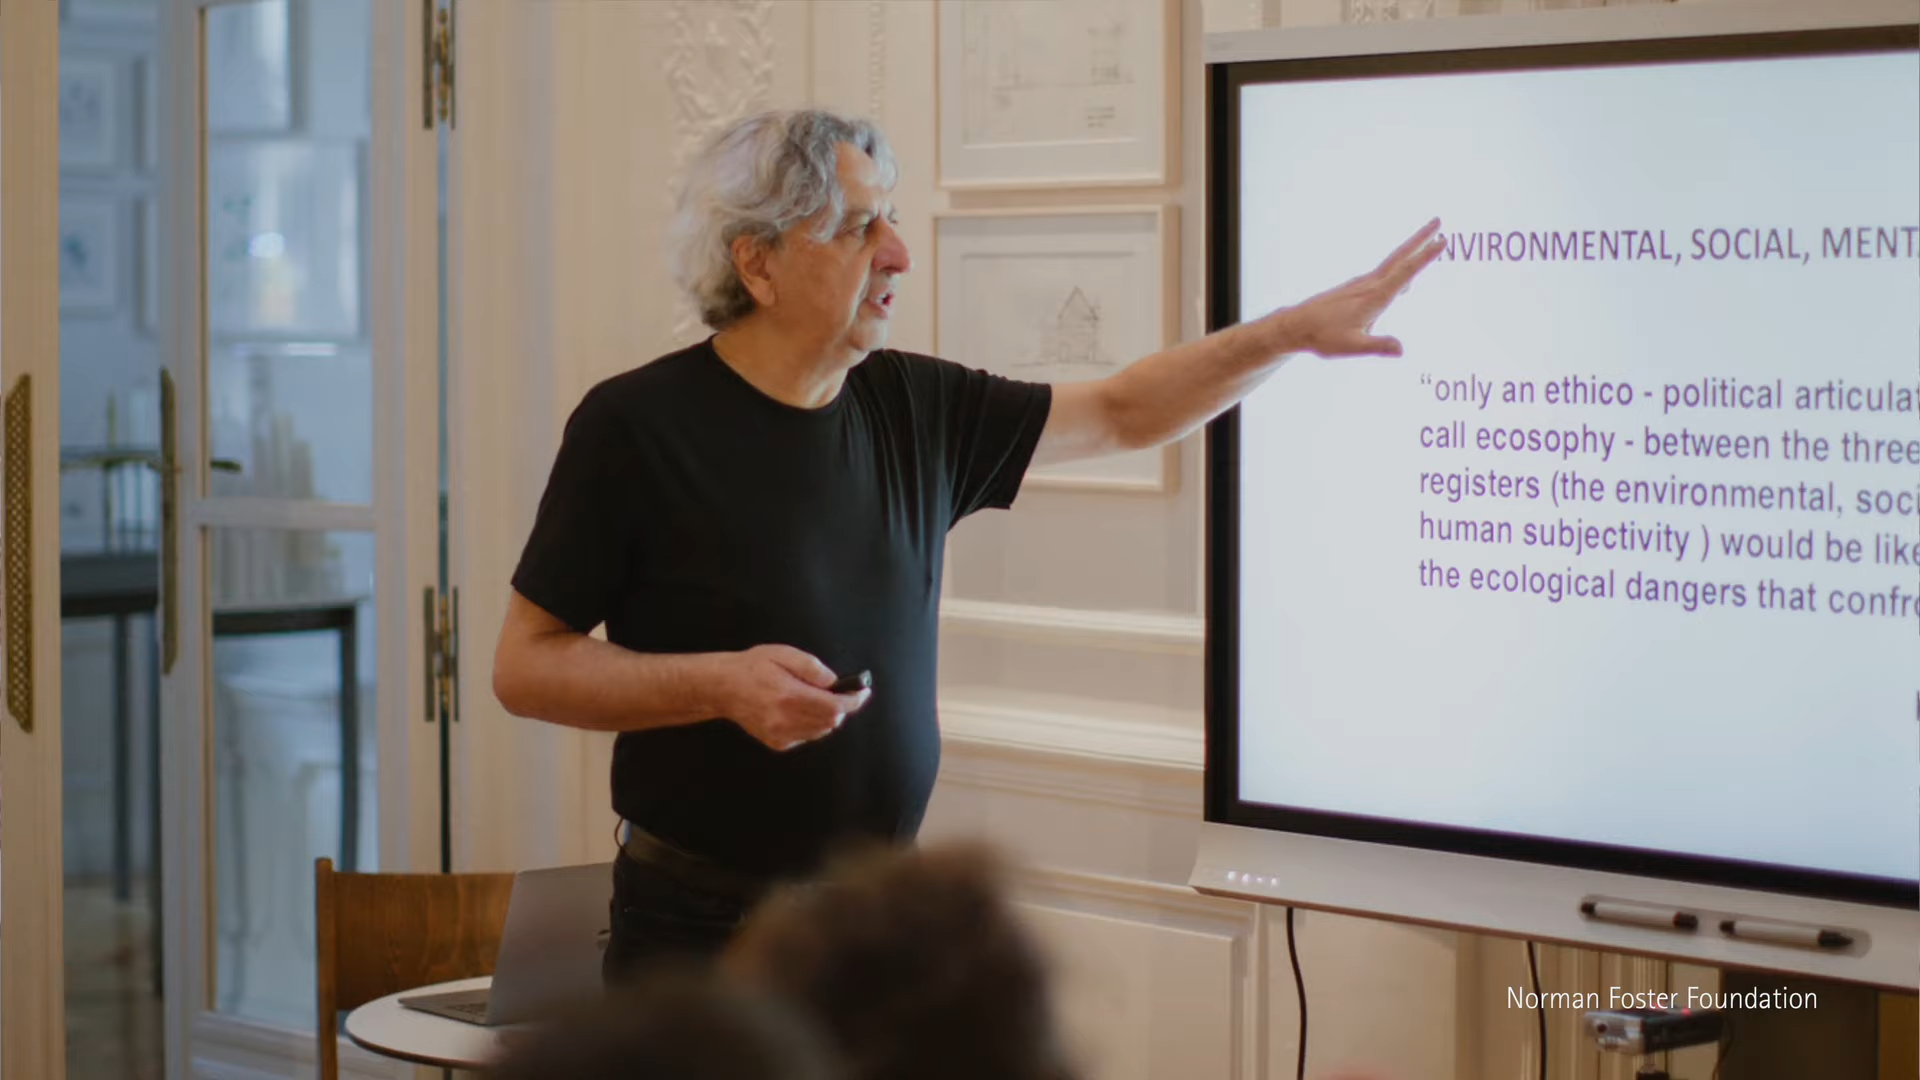 NVIRONMENTAL, SOCIAL, MENT
“only an ethico - political articula
call ecosophy - between the three
registers (the environmental, soci
human subjectivity ) would be like
the ecological dangers that confr
Norman Foster Foundation